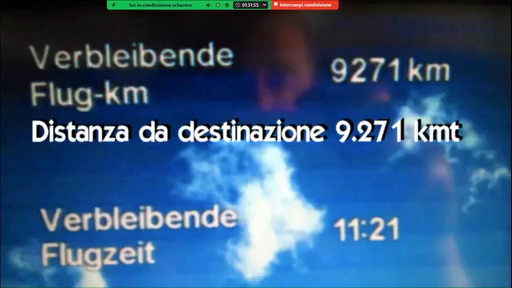 Sei in condivisione schermo 01:31:55 Interrompi condivisione
Verbleibende 9271 km
Flug-km
Distanza da destinazione 9.271 kmt
Verbleibende 11:21
Flugzeit